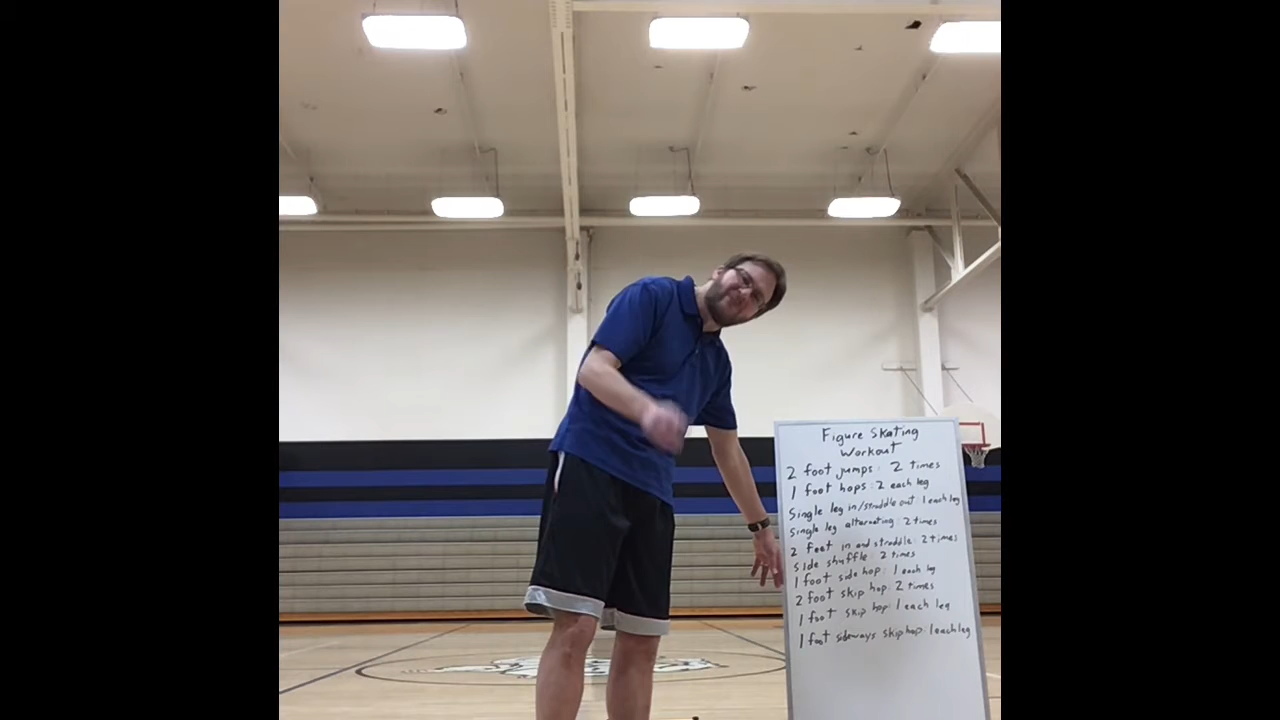 Figure Skating
Workout
2 foot jumps: 2 times
1 foot hops: 2 each leg
Single leg in/straddle out: 1 each leg
Single leg alternating: 2 times
2 feet in and straddle: 2 times
Side shuffle: 2 times
1 foot side hop: 1 each leg
2 foot skip hop: 2 times
1 foot skip hop: 1 each leg
1 foot sideways skip hop: 1 each leg